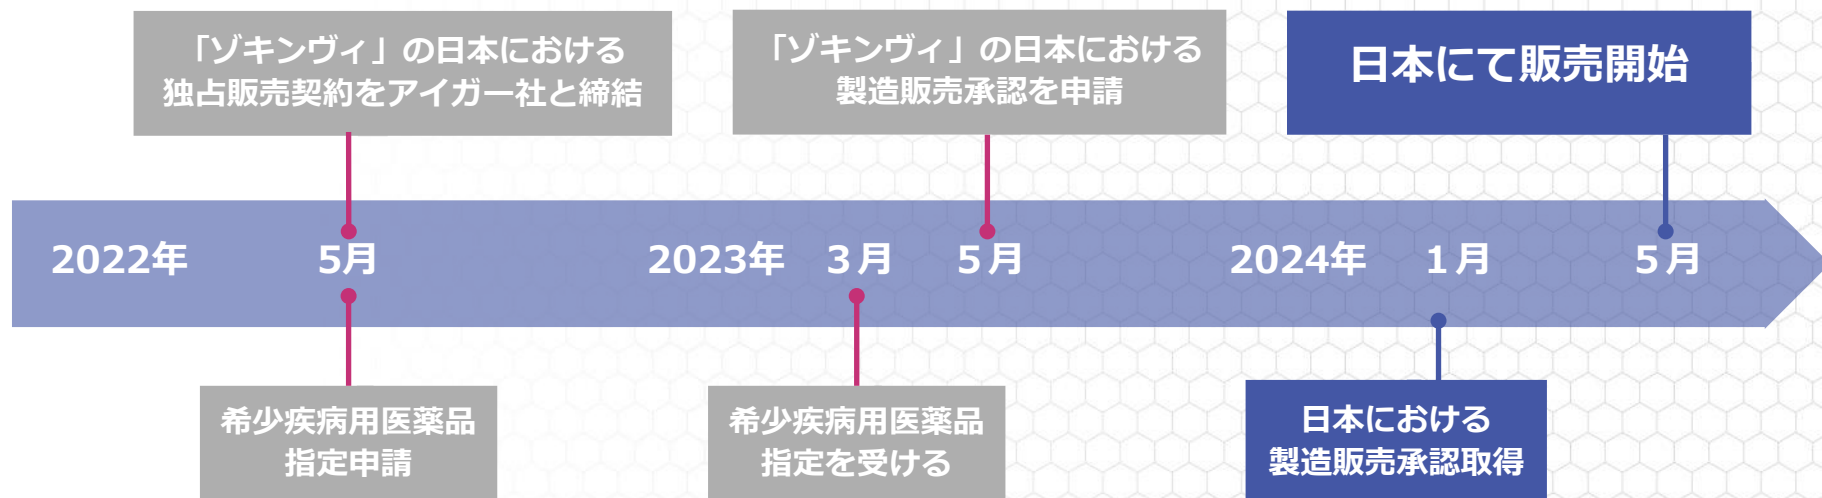 「ゾキンヴィ」の日本における
独占販売契約をアイガー社と締結
「ゾキンヴィ」の日本における
製造販売承認を申請
日本にて販売開始
2022年 5月 2023年 3月 5月 2024年 1月 5月
希少疾病用医薬品
指定申請
希少疾病用医薬品
指定を受ける
日本における
製造販売承認取得